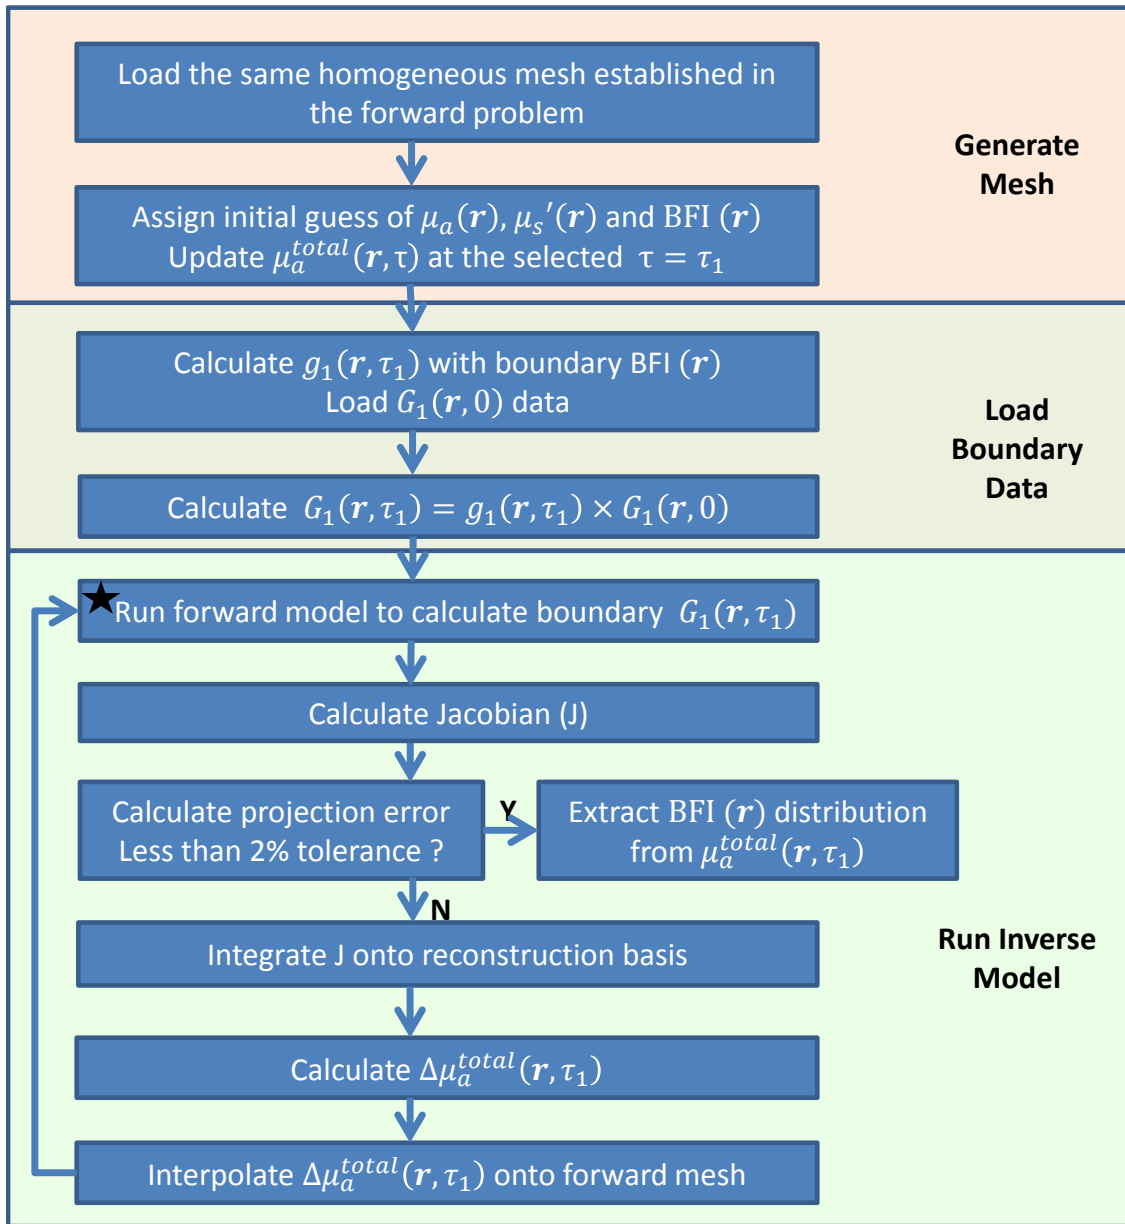 Load the same homogeneous mesh established in
the forward problem
Generate
Mesh
Assign initial guess of μₐ(r), μₛ′(r) and BFI (r)
Update μₐᵗᵒᵗᵃˡ(r, τ) at the selected τ = τ₁
Calculate g₁(r, τ₁) with boundary BFI (r)
Load G₁(r, 0) data
Load
Boundary
Data
Calculate G₁(r, τ₁) = g₁(r, τ₁) × G₁(r, 0)
Run forward model to calculate boundary G₁(r, τ₁)
Calculate Jacobian (J)
Calculate projection error
Less than 2% tolerance ?
Y
Extract BFI (r) distribution
from μₐᵗᵒᵗᵃˡ(r, τ₁)
N
Integrate J onto reconstruction basis
Run Inverse
Model
Calculate Δμₐᵗᵒᵗᵃˡ(r, τ₁)
Interpolate Δμₐᵗᵒᵗᵃˡ(r, τ₁) onto forward mesh